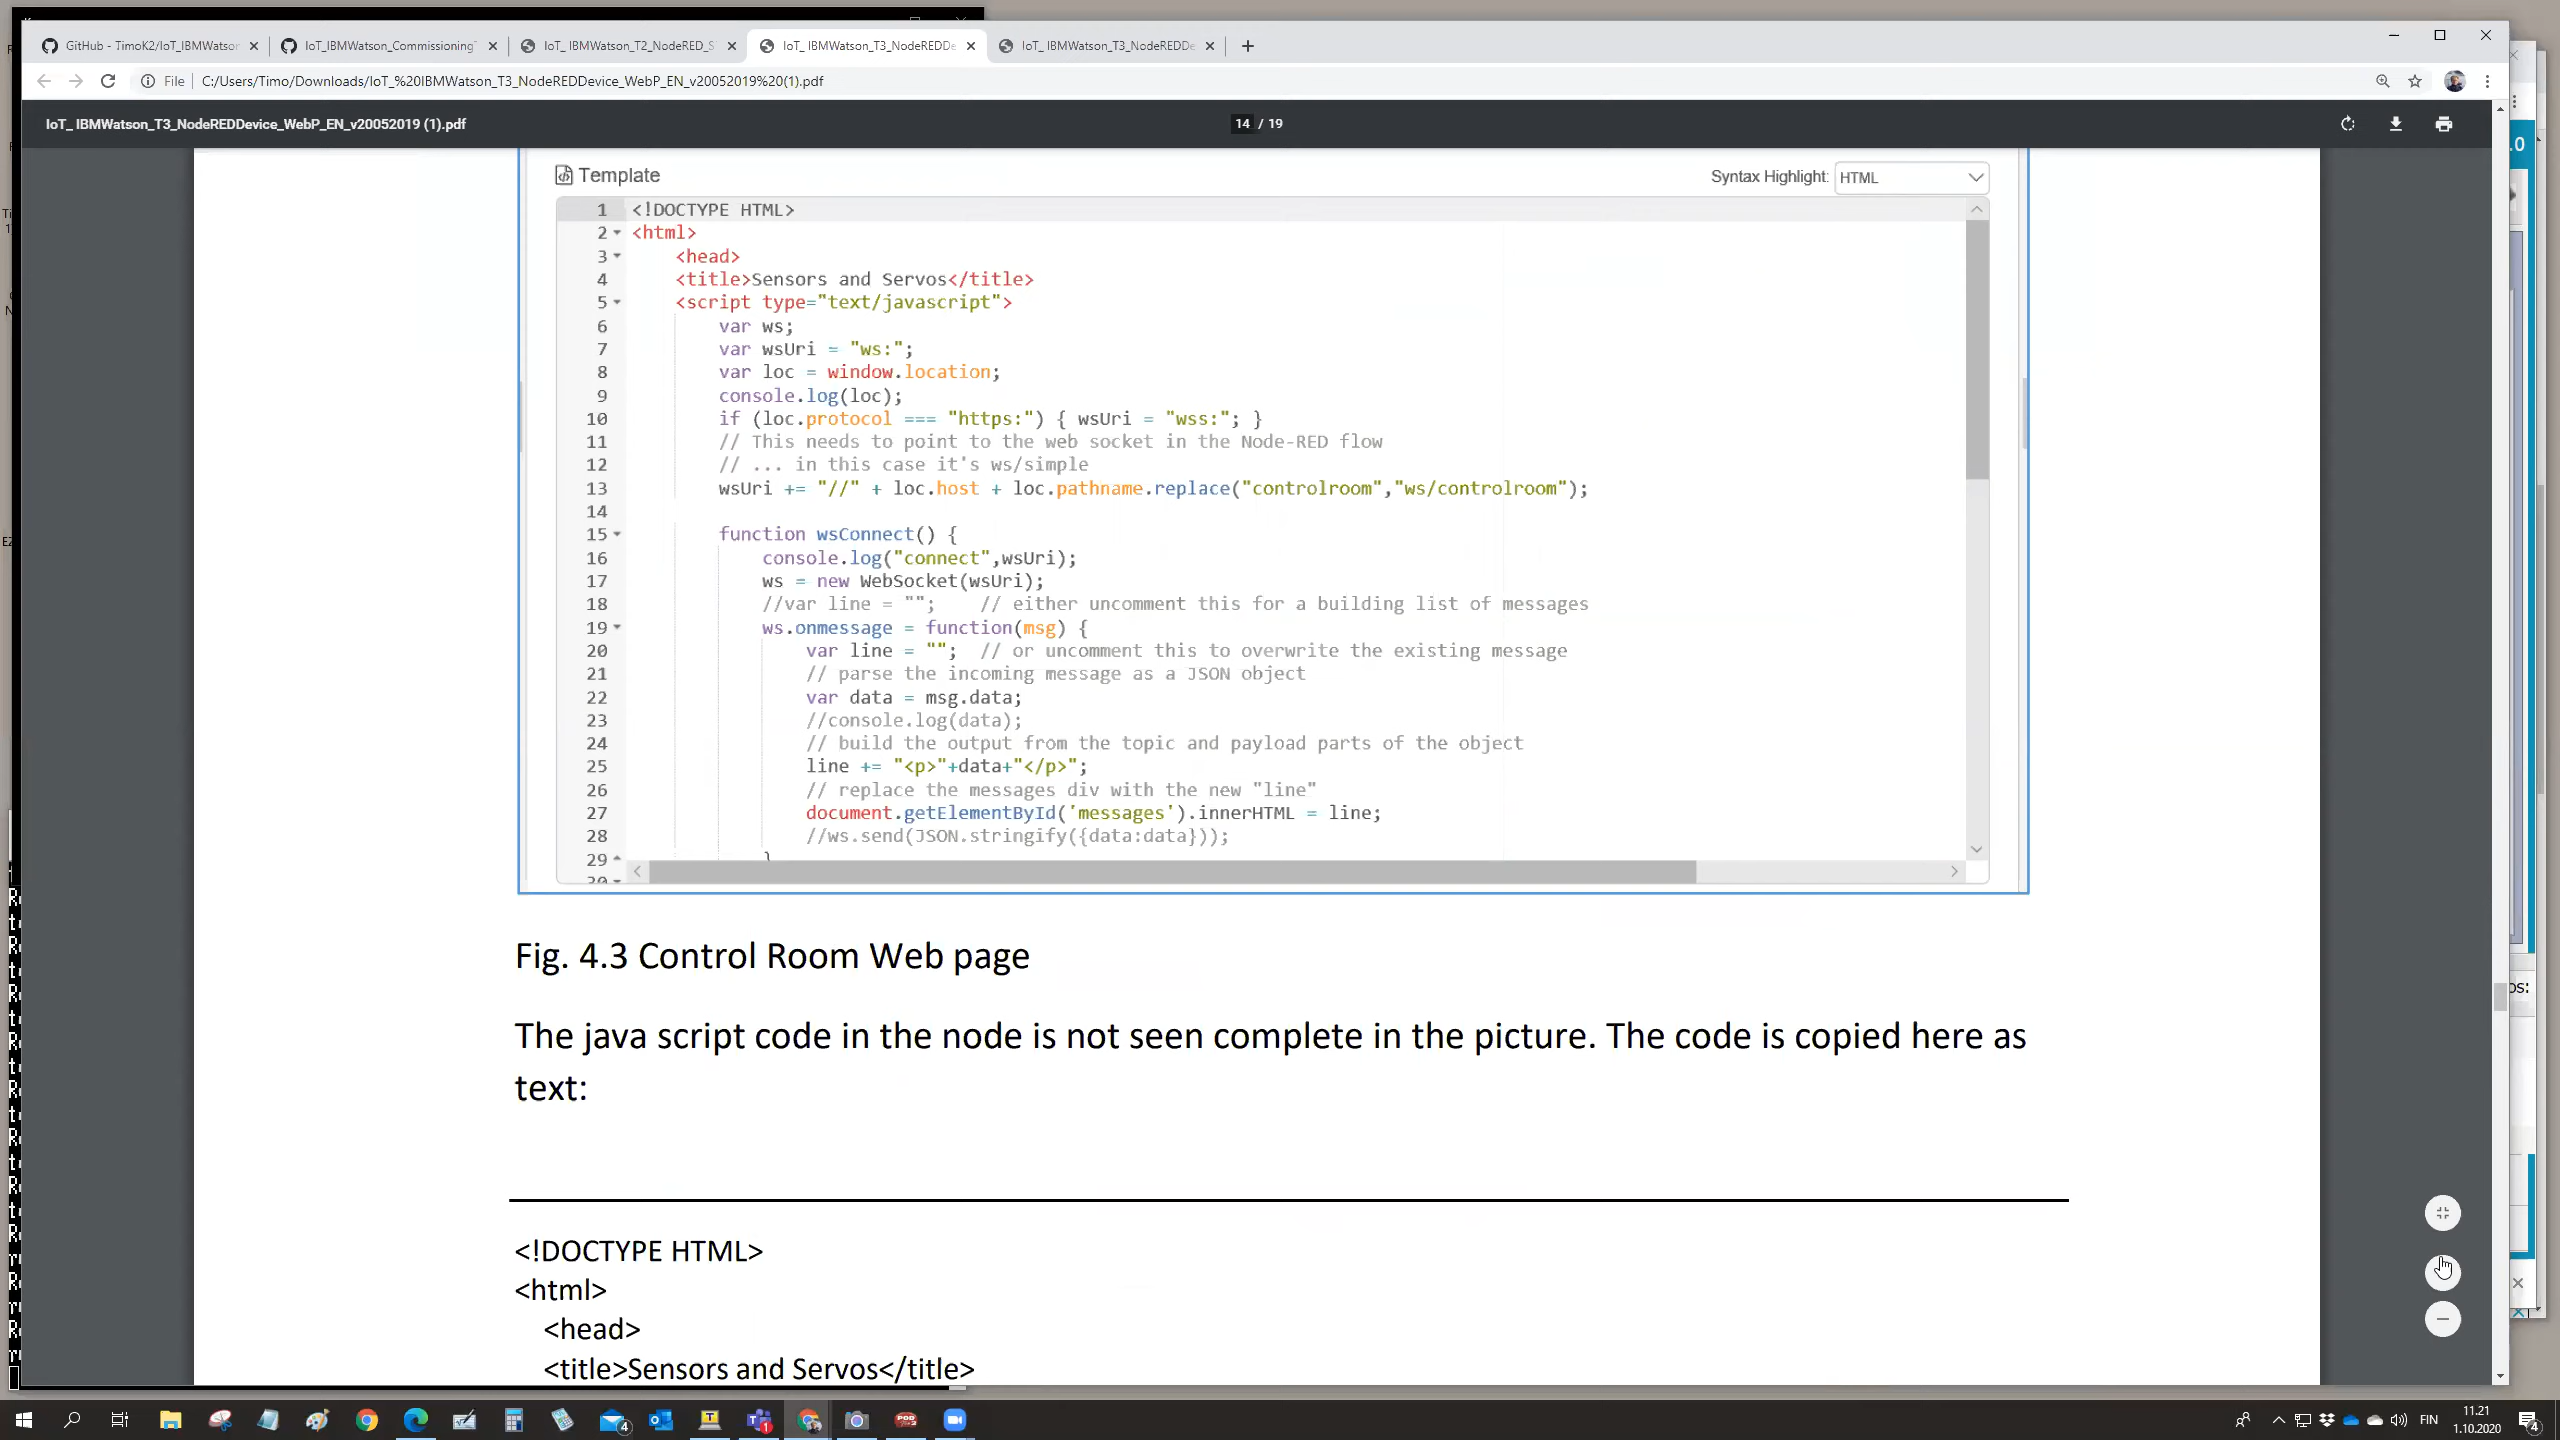 GitHub - TimoK2/IoT_IBMWatson
IoT_IBMWatson_Commissioning
IoT_ IBMWatson_T2_NodeRED_S
IoT_ IBMWatson_T3_NodeREDDe
IoT_ IBMWatson_T3_NodeREDDe
File
C:/Users/Timo/Downloads/IoT_%20IBMWatson_T3_NodeREDDevice_WebP_EN_v20052019%20(1).pdf
IoT_ IBMWatson_T3_NodeREDDevice_WebP_EN_v20052019 (1).pdf
14 / 19
.0
Template
Syntax Highlight: HTML
1 <!DOCTYPE HTML>
2 <html>
3 <head>
4 <title>Sensors and Servos</title>
5 <script type="text/javascript">
6 var ws;
7 var wsUri = "ws:";
8 var loc = window.location;
9 console.log(loc);
10 if (loc.protocol === "https:") { wsUri = "wss:"; }
11 // This needs to point to the web socket in the Node-RED flow
12 // ... in this case it's ws/simple
13 wsUri += "//" + loc.host + loc.pathname.replace("controlroom","ws/controlroom");
14
15 function wsConnect() {
16 console.log("connect",wsUri);
17 ws = new WebSocket(wsUri);
18 //var line = ""; // either uncomment this for a building list of messages
19 ws.onmessage = function(msg) {
20 var line = ""; // or uncomment this to overwrite the existing message
21 // parse the incoming message as a JSON object
22 var data = msg.data;
23 //console.log(data);
24 // build the output from the topic and payload parts of the object
25 line += "<p>"+data+"</p>";
26 // replace the messages div with the new "line"
27 document.getElementById('messages').innerHTML = line;
28 //ws.send(JSON.stringify({data:data}));
29 }
30
Fig. 4.3 Control Room Web page
The java script code in the node is not seen complete in the picture. The code is copied here as
text:
<!DOCTYPE HTML>
<html>
<head>
<title>Sensors and Servos</title>
os:
FIN
11.21
1.10.2020
4